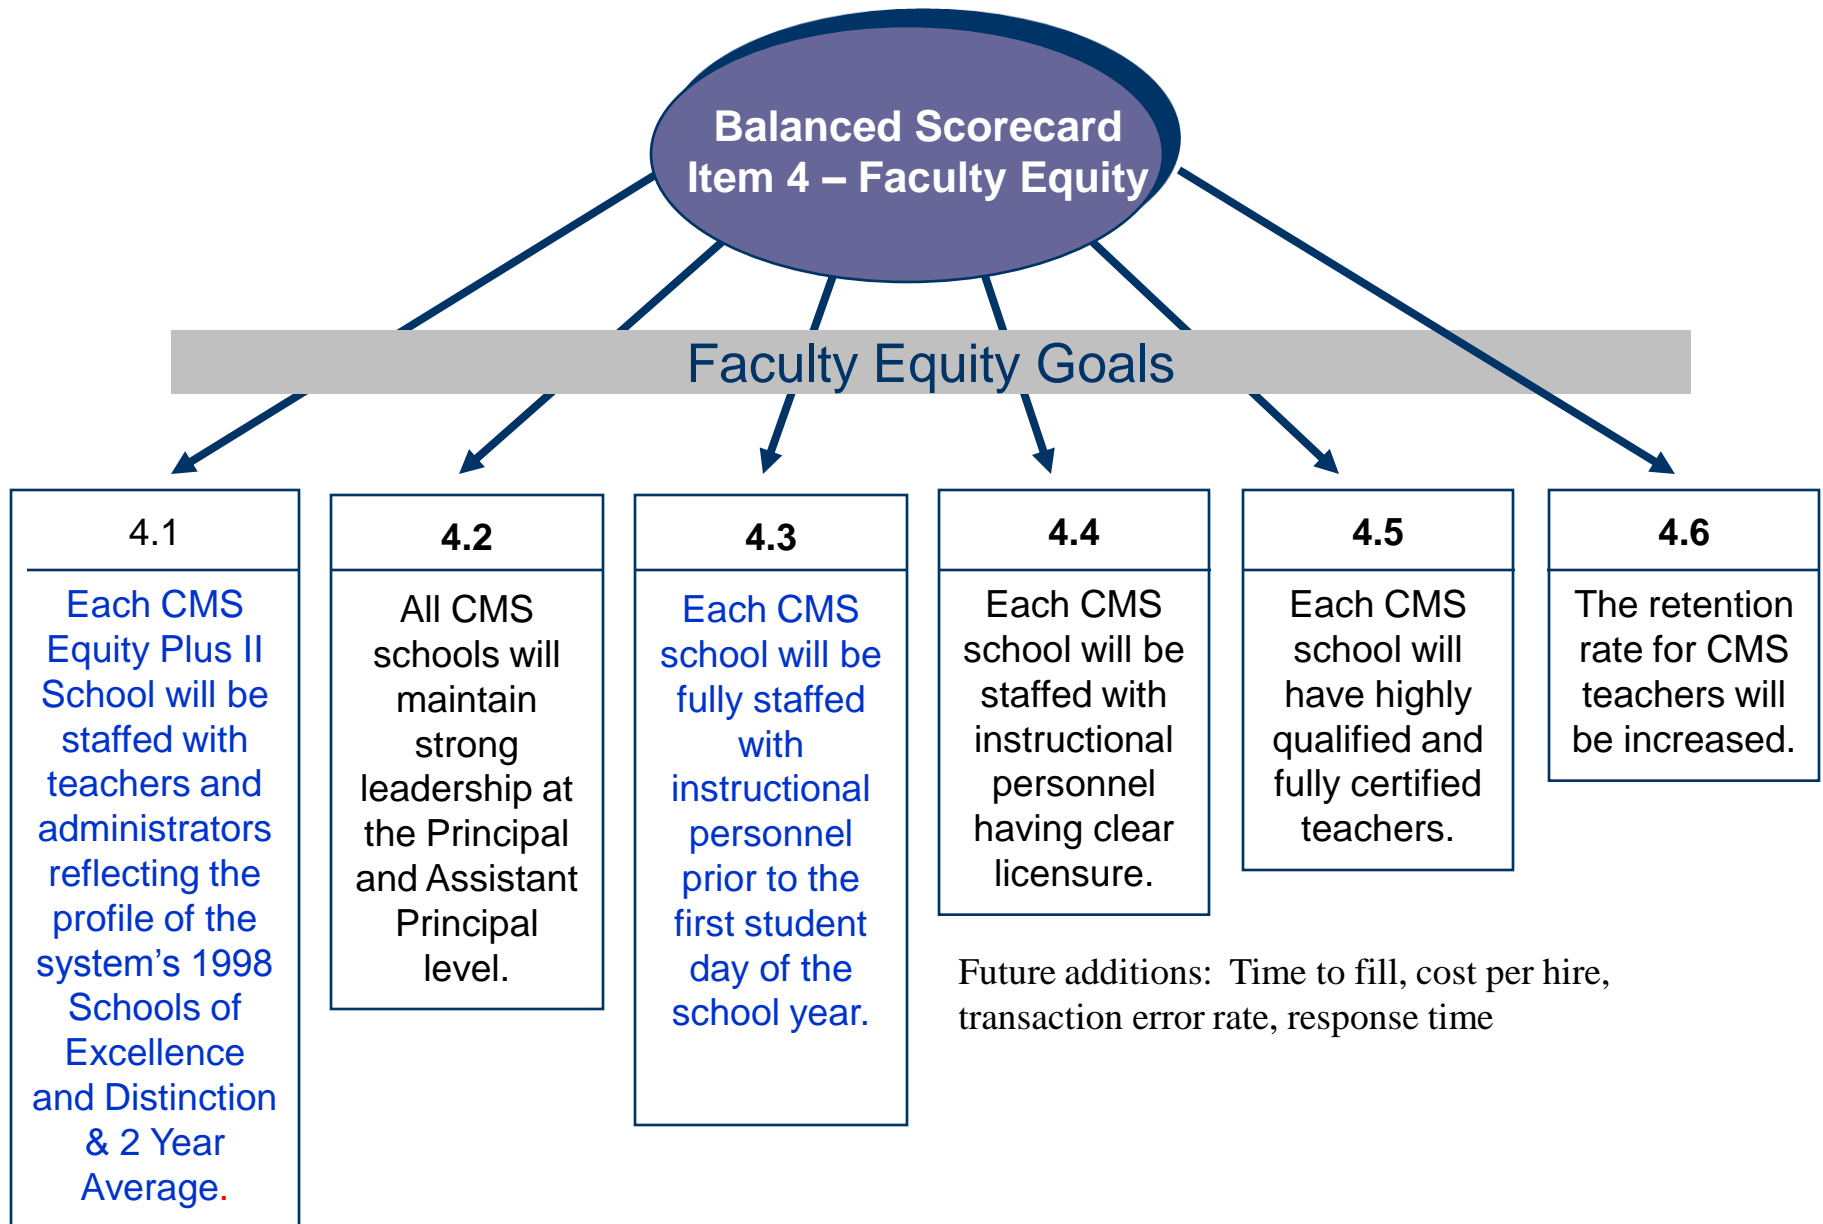 Balanced Scorecard
Item 4 – Faculty Equity
Faculty Equity Goals
4.1
Each CMS
Equity Plus II
School will be
staffed with
teachers and
administrators
reflecting the
profile of the
system’s 1998
Schools of
Excellence
and Distinction
& 2 Year
Average.
4.2
All CMS
schools will
maintain
strong
leadership at
the Principal
and Assistant
Principal
level.
4.3
Each CMS
school will be
fully staffed
with
instructional
personnel
prior to the
first student
day of the
school year.
4.4
Each CMS
school will be
staffed with
instructional
personnel
having clear
licensure.
4.5
Each CMS
school will
have highly
qualified and
fully certified
teachers.
4.6
The retention
rate for CMS
teachers will
be increased.
Future additions:  Time to fill, cost per hire,
transaction error rate, response time